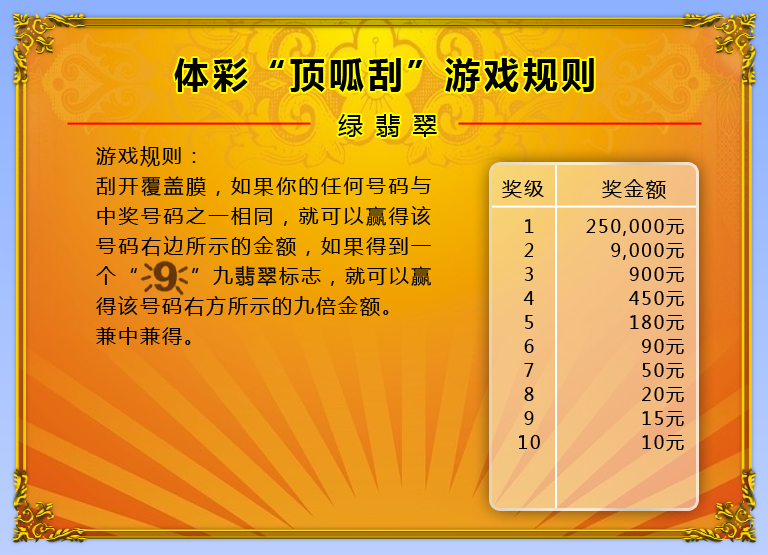 体彩“顶呱刮”游戏规则
绿翡翠
游戏规则：
刮开覆盖膜，如果你的任何号码与
中奖号码之一相同，就可以赢得该
号码右边所示的金额，如果得到一
个“9”九翡翠标志，就可以赢
得该号码右方所示的九倍金额。
兼中兼得。
奖级 奖金额
1 250,000元
2 9,000元
3 900元
4 450元
5 180元
6 90元
7 50元
8 20元
9 15元
10 10元